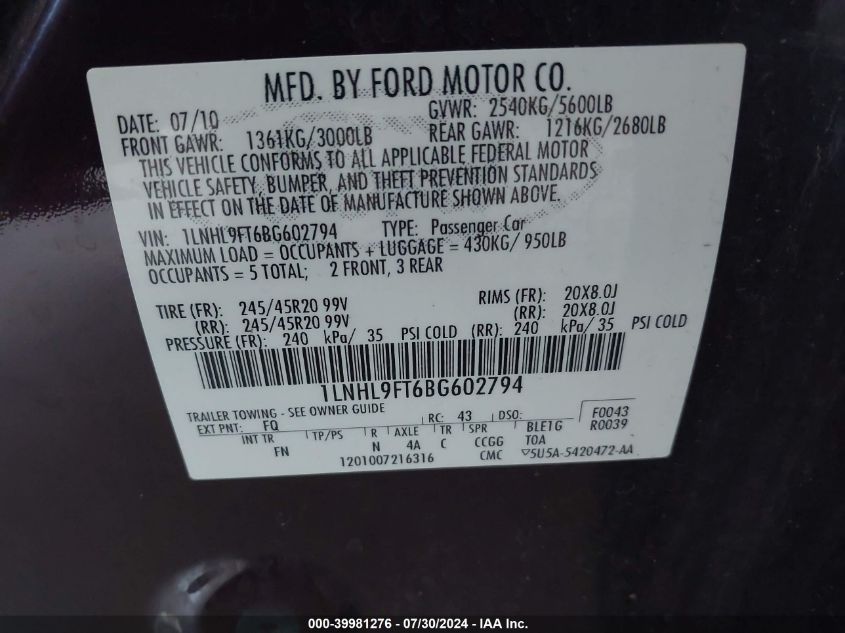 MFD. BY FORD MOTOR CO.
DATE: 07/10 GVWR: 2540KG/5600LB
FRONT GAWR: 1361KG/3000LB REAR GAWR: 1216KG/2680LB
THIS VEHICLE CONFORMS TO ALL APPLICABLE FEDERAL MOTOR
VEHICLE SAFETY, BUMPER, AND THEFT PREVENTION STANDARDS
IN EFFECT ON THE DATE OF MANUFACTURE SHOWN ABOVE.
VIN: 1LNHL9FT6BG602794 TYPE: Passenger Car
MAXIMUM LOAD = OCCUPANTS + LUGGAGE = 430KG/ 950LB
OCCUPANTS = 5 TOTAL; 2 FRONT, 3 REAR
TIRE (FR): 245/45R20 99V RIMS (FR): 20X8.0J
(RR): 245/45R20 99V (RR): 20X8.0J
PRESSURE (FR): 240 kPa/ 35 PSI COLD (RR): 240 kPa/35 PSI COLD
1LNHL9FT6BG602794
TRAILER TOWING - SEE OWNER GUIDE
EXT PNT: FQ RC: 43 DSO: F0043
INT TR TP/PS R AXLE TR SPR BLE1G R0039
FN N 4A C CCGG TOA
1201007216316 CMC 5U5A-5420472-AA
000-39981276 / 07/30/2024 - IAA Inc.